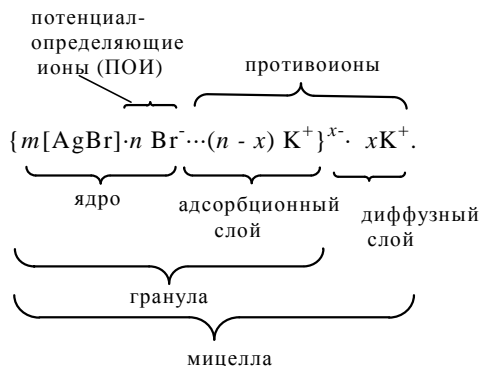 потенциал-
определяющие
ионы (ПОИ)
противоионы
{m[AgBr]·n Br⁻···(n - x) K⁺}ˣ⁻· xK⁺.
ядро
адсорбционный
слой
диффузный
слой
гранула
мицелла